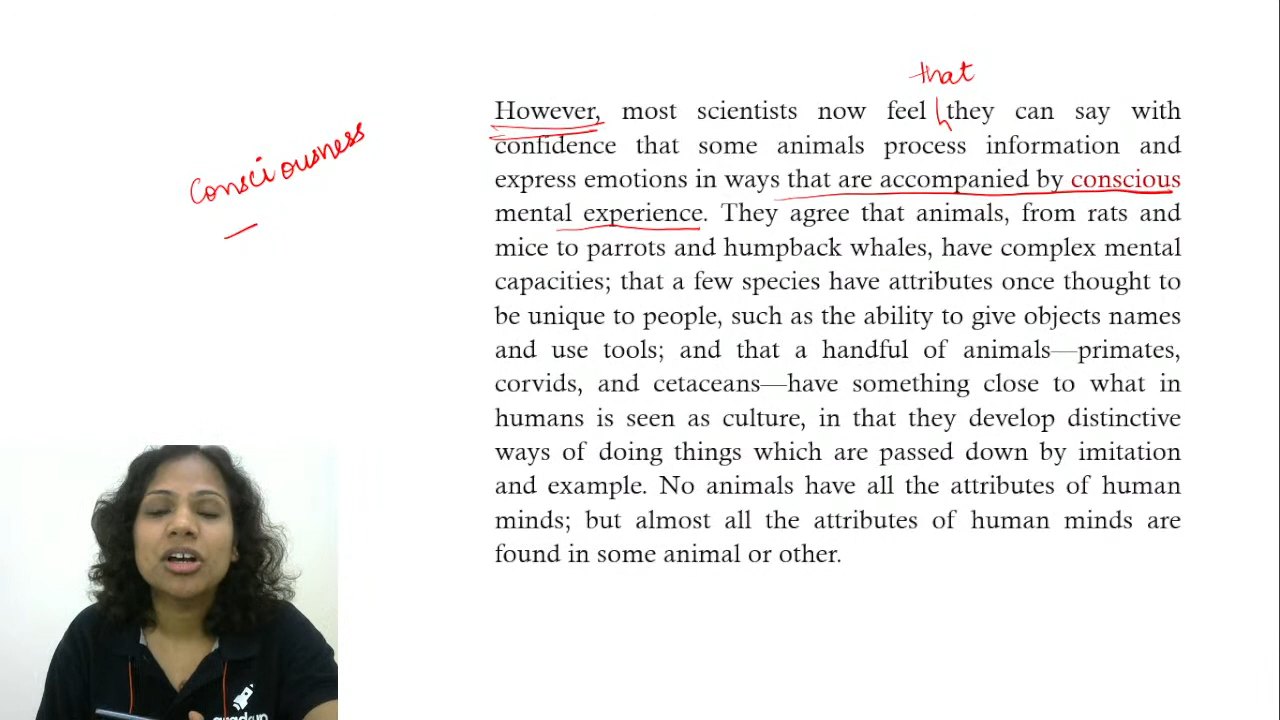 that
However, most scientists now feel they can say with
confidence that some animals process information and
express emotions in ways that are accompanied by conscious
mental experience. They agree that animals, from rats and
mice to parrots and humpback whales, have complex mental
capacities; that a few species have attributes once thought to
be unique to people, such as the ability to give objects names
and use tools; and that a handful of animals—primates,
corvids, and cetaceans—have something close to what in
humans is seen as culture, in that they develop distinctive
ways of doing things which are passed down by imitation
and example. No animals have all the attributes of human
minds; but almost all the attributes of human minds are
found in some animal or other.
Consciousness